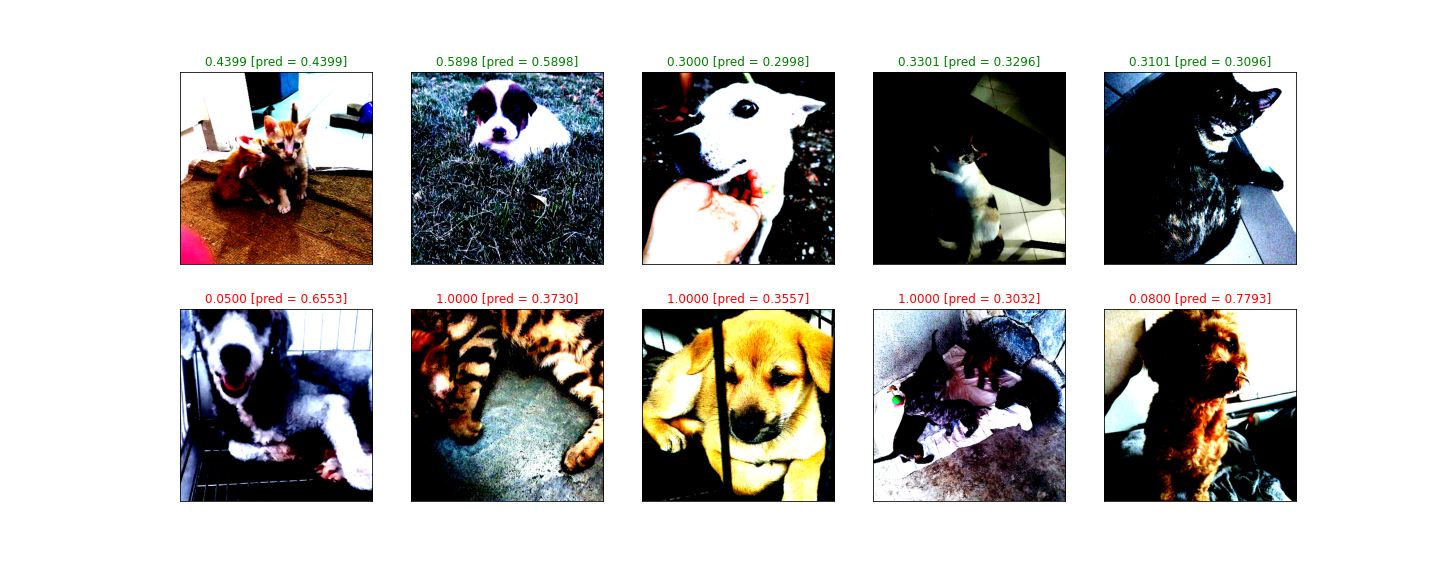 0.4399 [pred = 0.4399]
0.5898 [pred = 0.5898]
0.3000 [pred = 0.2998]
0.3301 [pred = 0.3296]
0.3101 [pred = 0.3096]
0.0500 [pred = 0.6553]
1.0000 [pred = 0.3730]
1.0000 [pred = 0.3557]
1.0000 [pred = 0.3032]
0.0800 [pred = 0.7793]